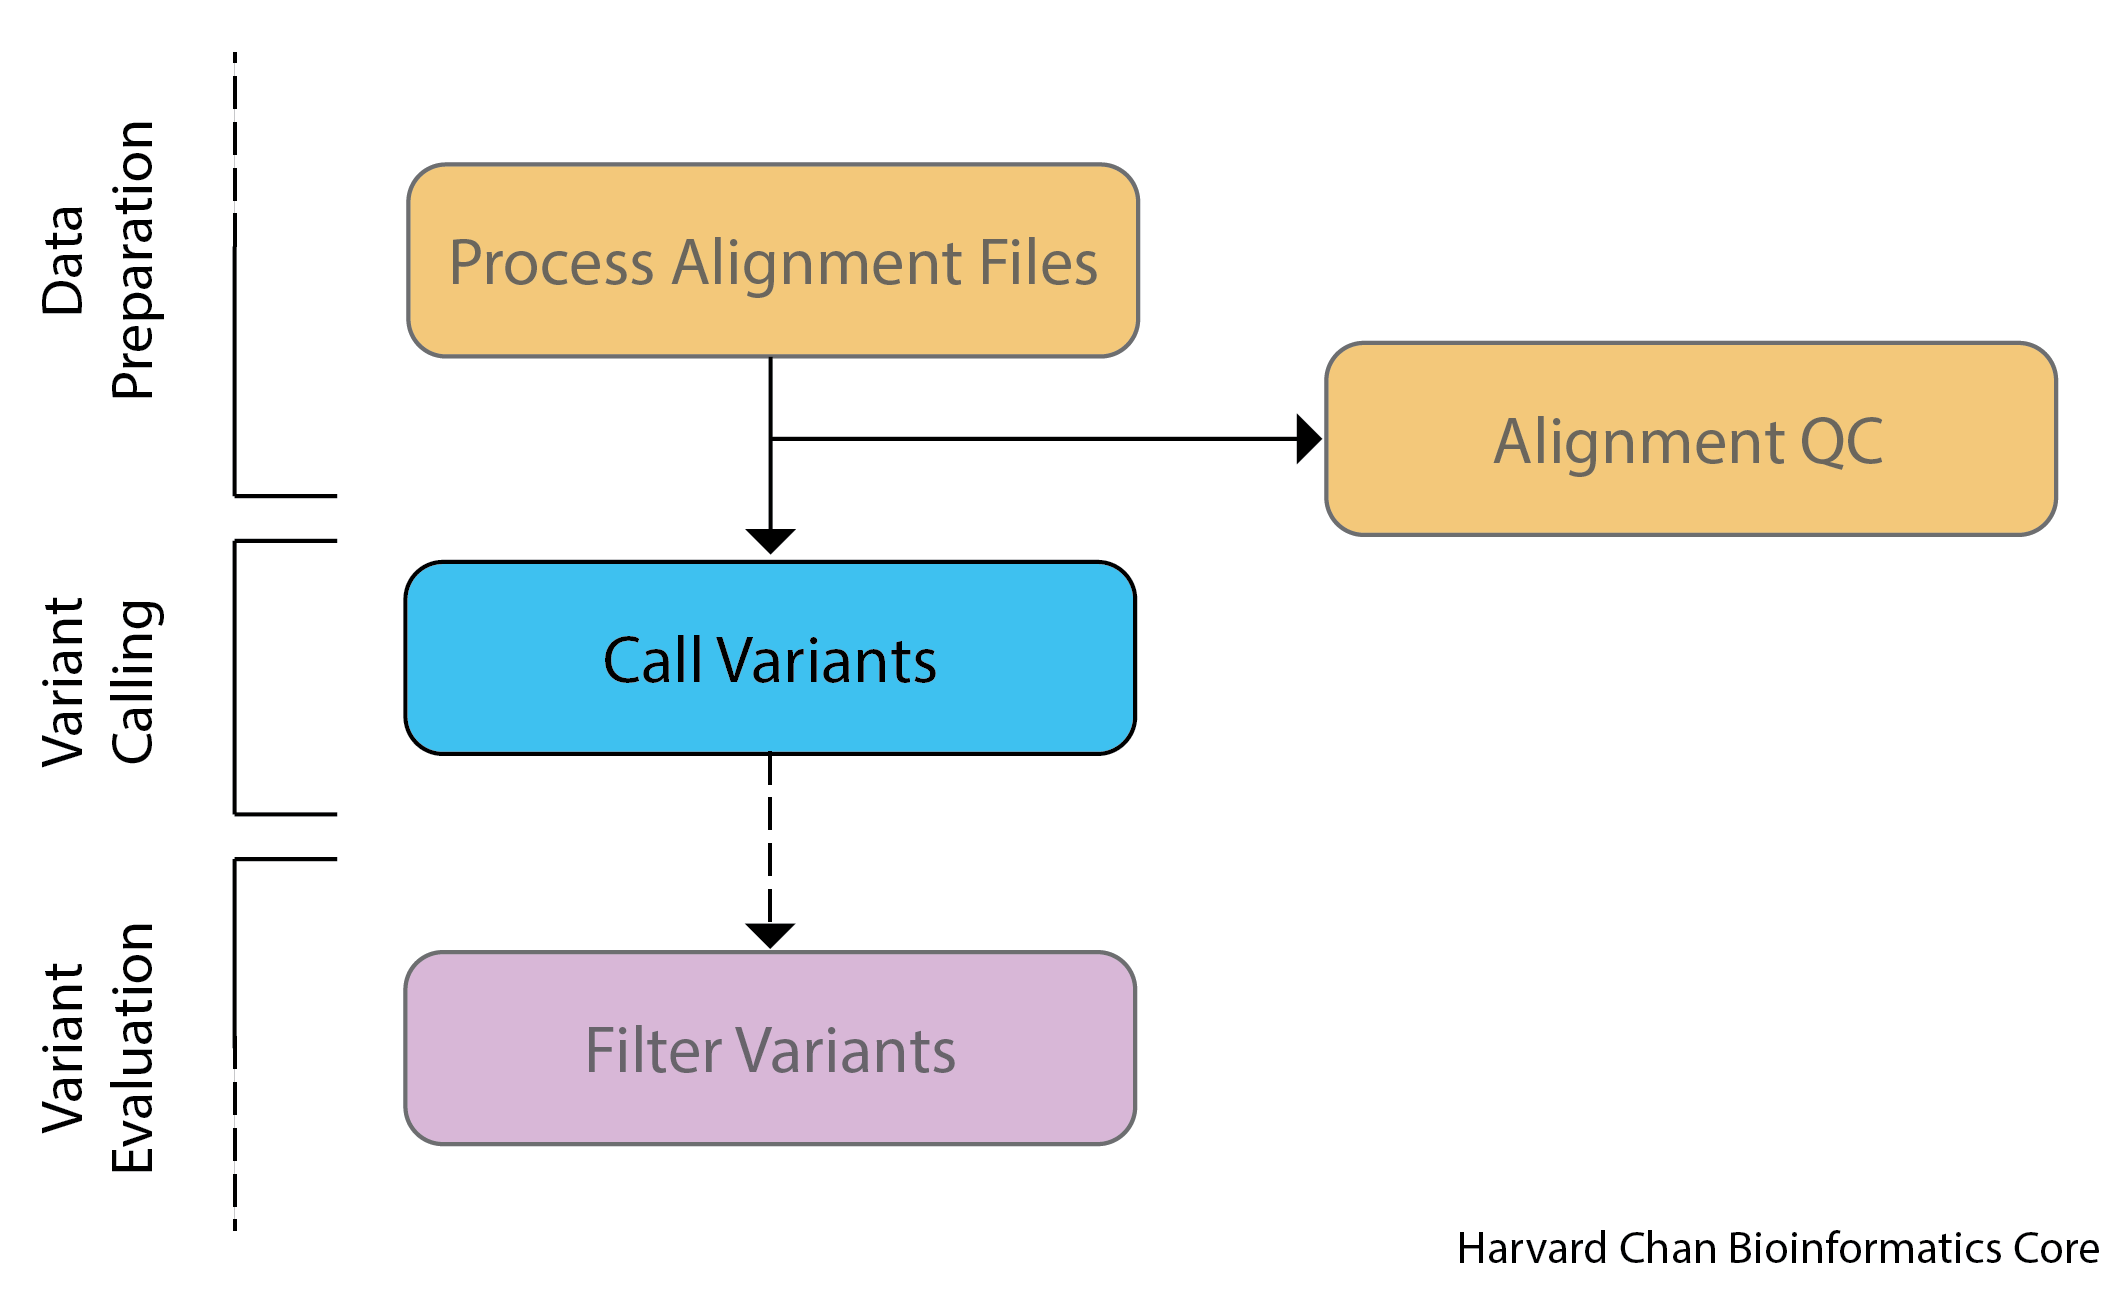 Data
Preparation
Process Alignment Files
Alignment QC
Variant
Calling
Call Variants
Variant
Evaluation
Filter Variants
Harvard Chan Bioinformatics Core